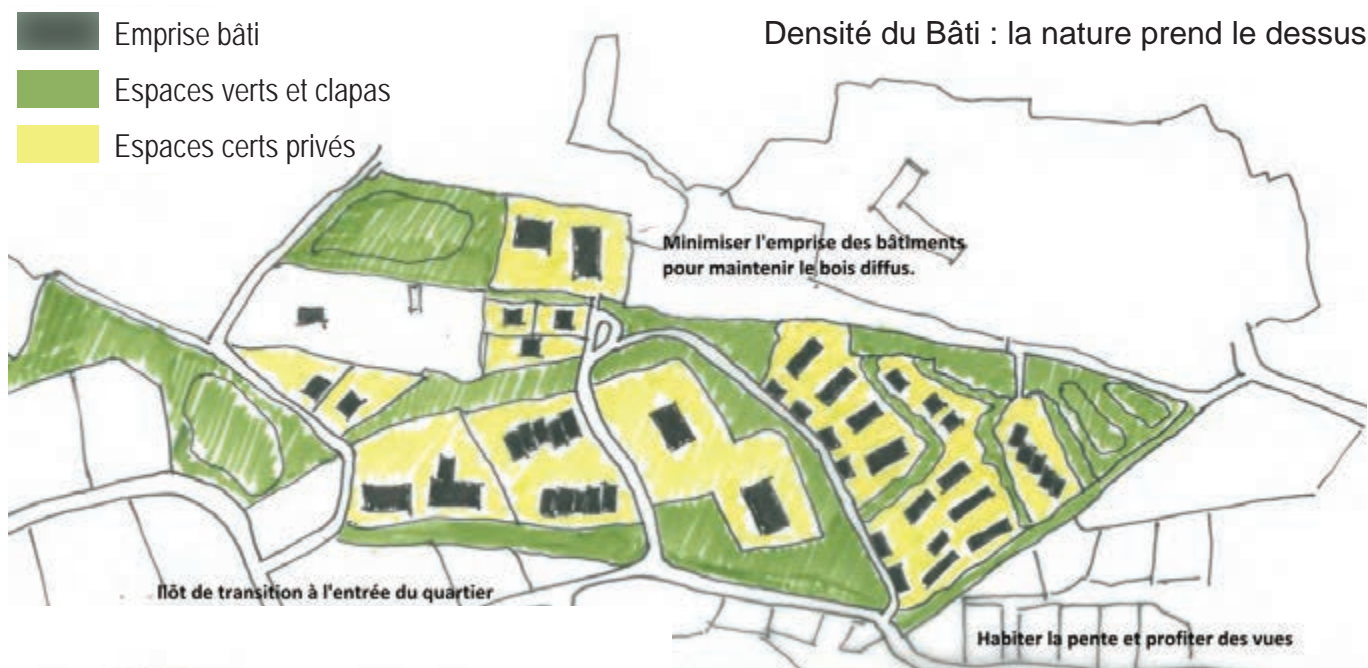 Emprise bâti
Densité du Bâti : la nature prend le dessus
Espaces verts et clapas
Espaces certs privés
Minimiser l'emprise des bâtiments
pour maintenir le bois diffus.
Îlôt de transition à l'entrée du quartier
Habiter la pente et profiter des vues